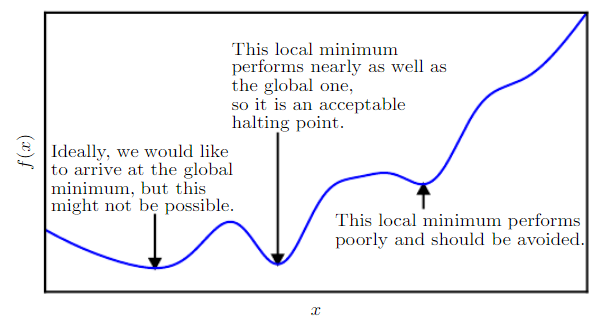 This local minimum
performs nearly as well as
the global one,
so it is an acceptable
halting point.
Ideally, we would like
to arrive at the global
minimum, but this
might not be possible.
This local minimum performs
poorly and should be avoided.
f(x)
x